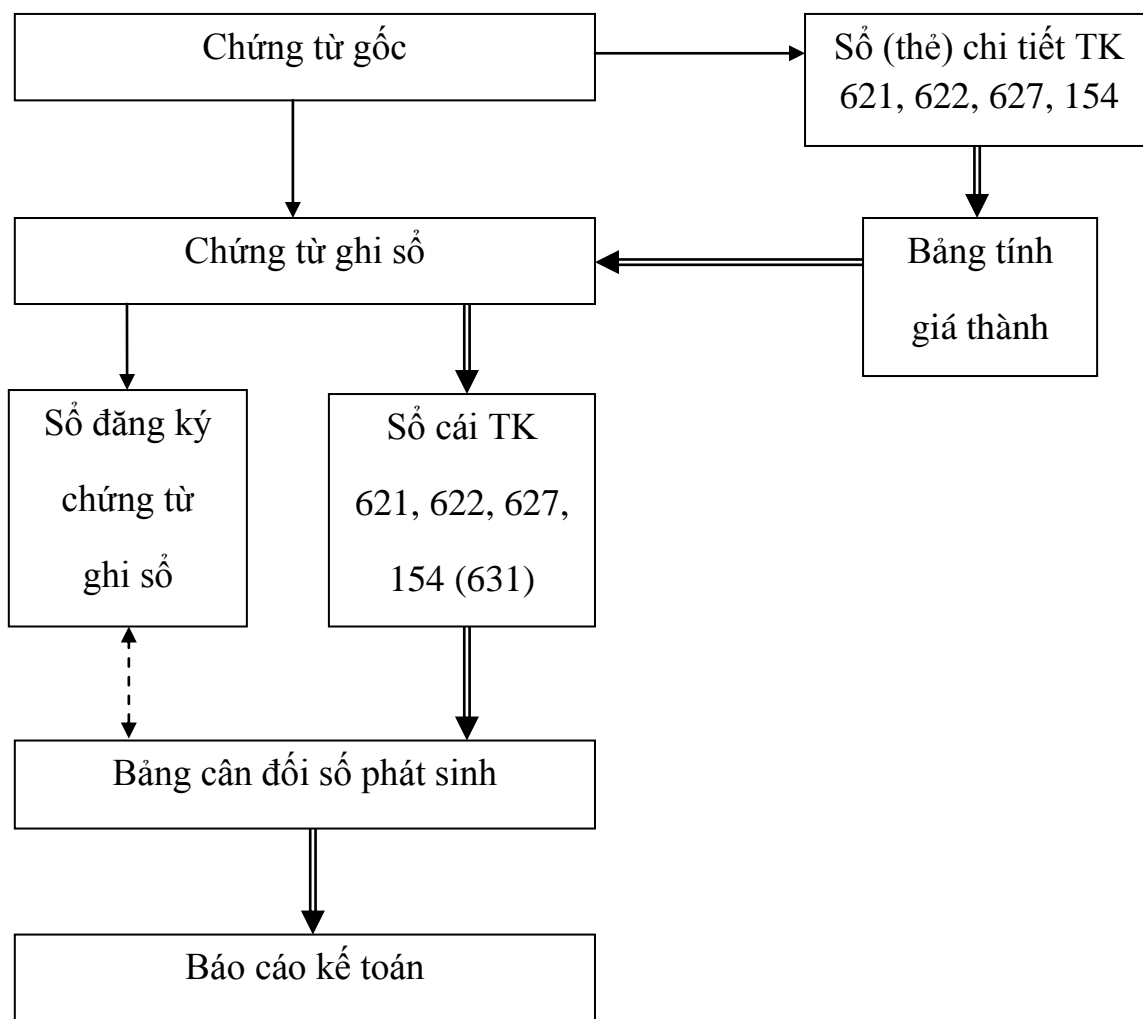 Chứng từ gốc
Sổ (thẻ) chi tiết TK
621, 622, 627, 154
Chứng từ ghi sổ
Bảng tính
giá thành
Sổ đăng ký
chứng từ
ghi sổ
Sổ cái TK
621, 622, 627,
154 (631)
Bảng cân đối số phát sinh
Báo cáo kế toán